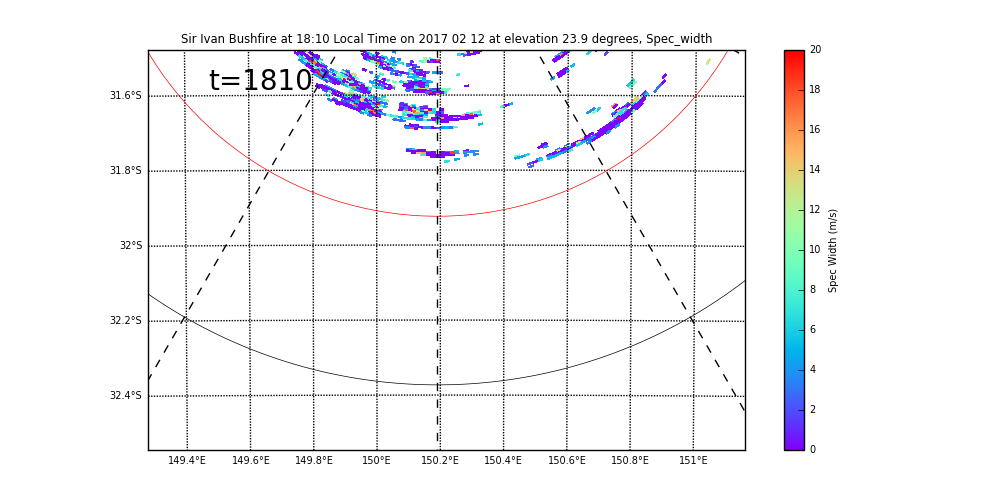 Sir Ivan Bushfire at 18:10 Local Time on 2017 02 12 at elevation 23.9 degrees, Spec_width
t=1810
31.6°S
31.8°S
32°S
32.2°S
32.4°S
149.4°E 149.6°E 149.8°E 150°E 150.2°E 150.4°E 150.6°E 150.8°E 151°E
20
18
16
14
12
10
8
6
4
2
0
Spec Width (m/s)